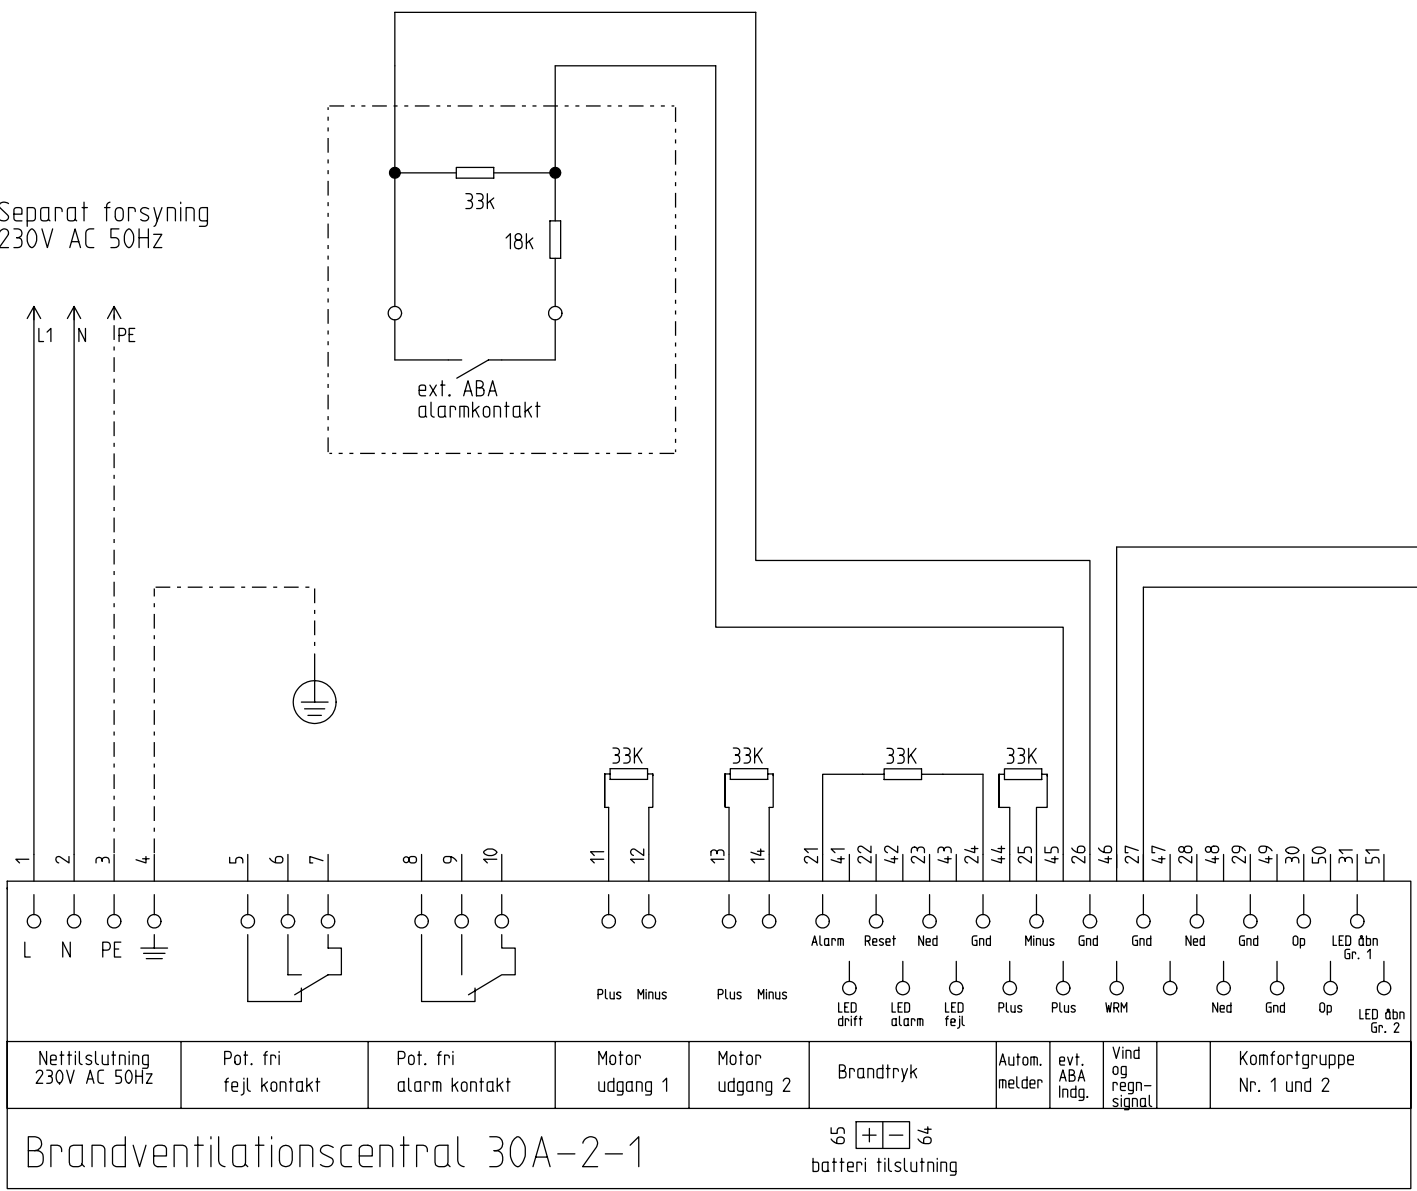 Separat forsyning
230V AC 50Hz
33k
18k
L1
N
PE
ext. ABA
alarmkontakt
33K
33K
33K
33K
1
2
3
4
5
6
7
8
9
10
11
12
13
14
21
41
22
42
23
43
24
44
25
45
26
46
27
47
28
48
29
49
30
50
31
51
L
N
PE
Alarm
Reset
Ned
Gnd
Minus
Gnd
Gnd
Ned
Gnd
Op
LED åbn
Gr. 1
Plus
Minus
Plus
Minus
LED
drift
LED
alarm
LED
fejl
Plus
Plus
WRM
Ned
Gnd
Op
LED åbn
Gr. 2
Nettilslutning
230V AC 50Hz
Pot. fri
fejl kontakt
Pot. fri
alarm kontakt
Motor
udgang 1
Motor
udgang 2
Brandtryk
Autom.
melder
evt.
ABA
Indg.
Vind
og
regn-
signal
Komfortgruppe
Nr. 1 und 2
Brandventilationscentral 30A-2-1
65 + - 64
batteri tilslutning